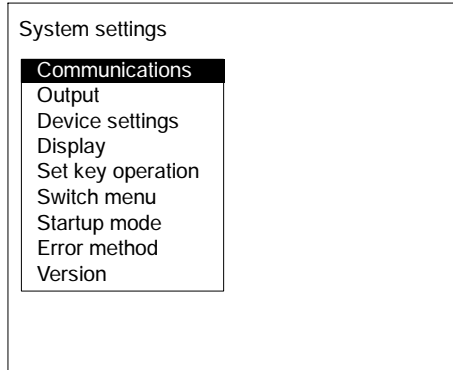 System settings
Communications
Output
Device settings
Display
Set key operation
Switch menu
Startup mode
Error method
Version